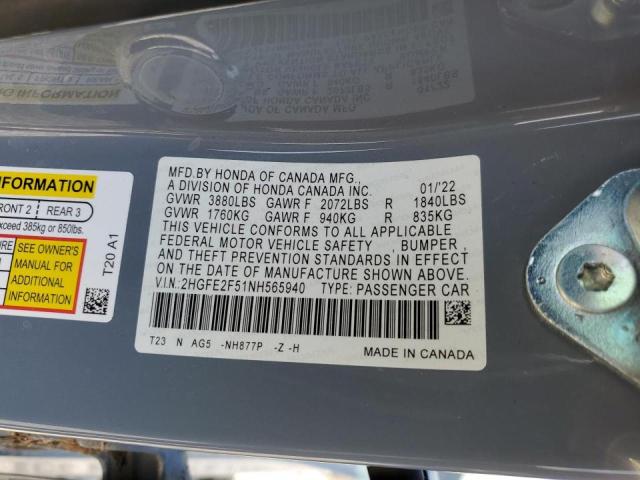 MFD.BY HONDA OF CANADA MFG.,
A DIVISION OF HONDA CANADA INC. 01/'22
GVWR 3880LBS GAWR F 2072LBS R 1840LBS
GVWR 1760KG GAWR F 940KG R 835KG
THIS VEHICLE CONFORMS TO ALL APPLICABLE
FEDERAL MOTOR VEHICLE SAFETY , BUMPER ,
AND THEFT PREVENTION STANDARDS IN EFFECT
ON THE DATE OF MANUFACTURE SHOWN ABOVE.
V.I.N.:2HGFE2F51NH565940 TYPE: PASSENGER CAR
T23 N AG5 -NH877P -Z -H
MADE IN CANADA
INFORMATION
FRONT 2 REAR 3
exceed 385kg or 850lbs.
SEE OWNER'S
MANUAL FOR
ADDITIONAL
INFORMATION
T20 A1